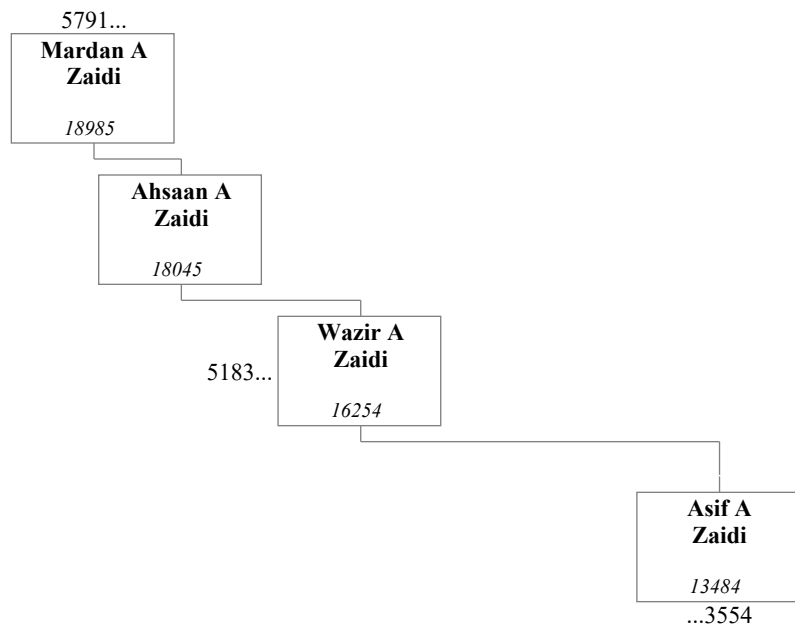 5791...
Mardan A
Zaidi
18985
Ahsaan A
Zaidi
18045
Wazir A
Zaidi
5183...
16254
Asif A
Zaidi
13484
...3554